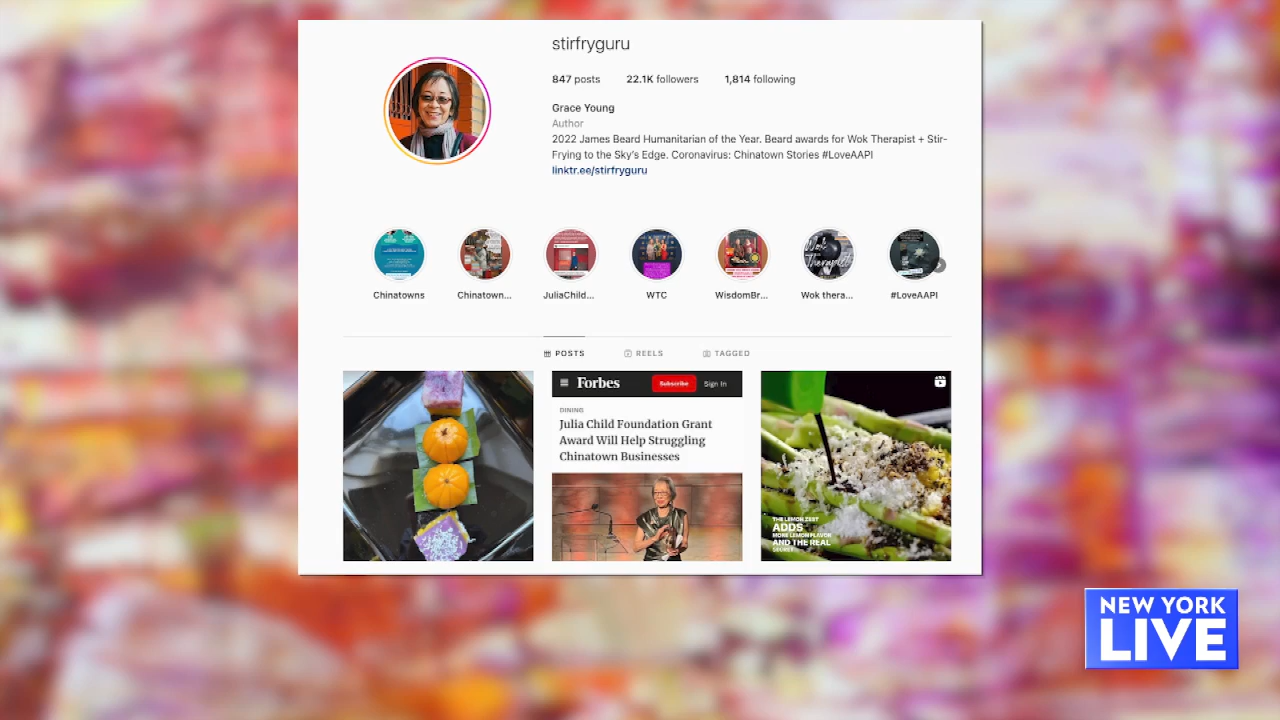 stirfryguru
847 posts 22.1K followers 1,814 following
Grace Young
Author
2022 James Beard Humanitarian of the Year. Beard awards for Wok Therapist + Stir-
Frying to the Sky's Edge. Coronavirus: Chinatown Stories #LoveAAPI
linktr.ee/stirfryguru
Chinatowns Chinatown... JuliaChild... WTC WisdomBr... Wok thera... #LoveAAPI
POSTS REELS TAGGED
Forbes Subscribe Sign In
DINING
Julia Child Foundation Grant
Award Will Help Struggling
Chinatown Businesses
THE LEMON ZEST
ADDS
MORE LEMON FLAVOR
AND THE REAL
NEW YORK
LIVE